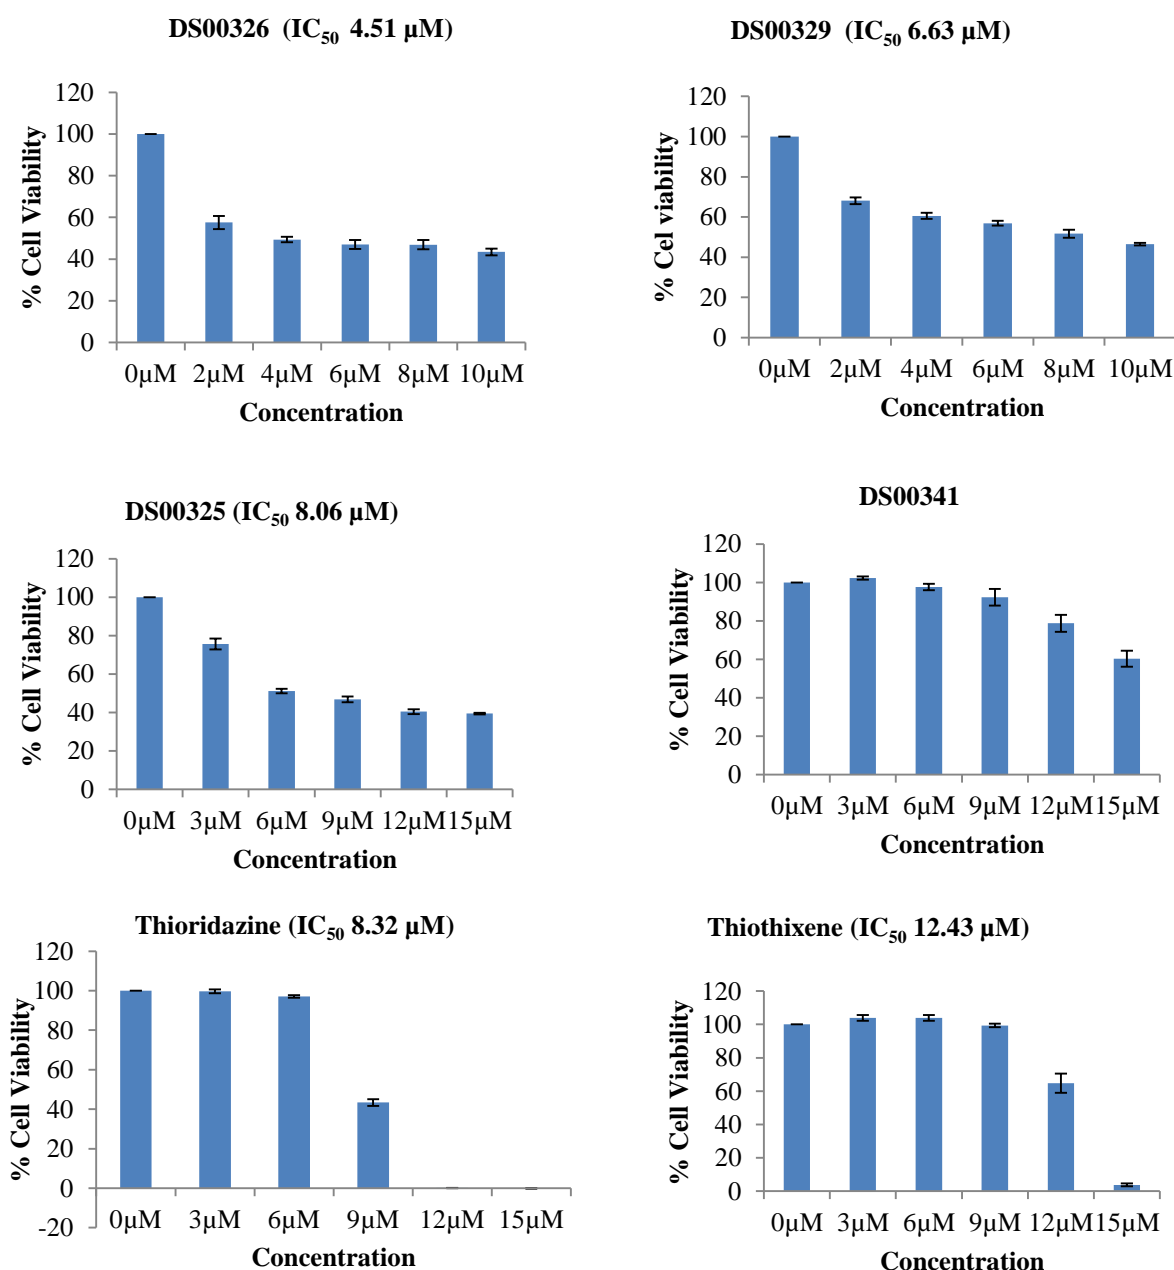 DS00326 (IC50 4.51 µM)
120
100
80
60
40
20
0
% Cell Viability
0µM 2µM 4µM 6µM 8µM 10µM
Concentration
DS00329 (IC50 6.63 µM)
120
100
80
60
40
20
0
% Cel viability
0µM 2µM 4µM 6µM 8µM 10µM
Concentration
DS00325 (IC50 8.06 µM)
120
100
80
60
40
20
0
% Cell Viability
0µM 3µM 6µM 9µM 12µM 15µM
Concentration
DS00341
120
100
80
60
40
20
0
% Cell Viability
0µM 3µM 6µM 9µM 12µM 15µM
Concentration
Thioridazine (IC50 8.32 µM)
120
100
80
60
40
20
0
-20
% Cell Viability
0µM 3µM 6µM 9µM 12µM 15µM
Concentration
Thiothixene (IC50 12.43 µM)
120
100
80
60
40
20
0
% Cell Viability
0µM 3µM 6µM 9µM 12µM 15µM
Concentration